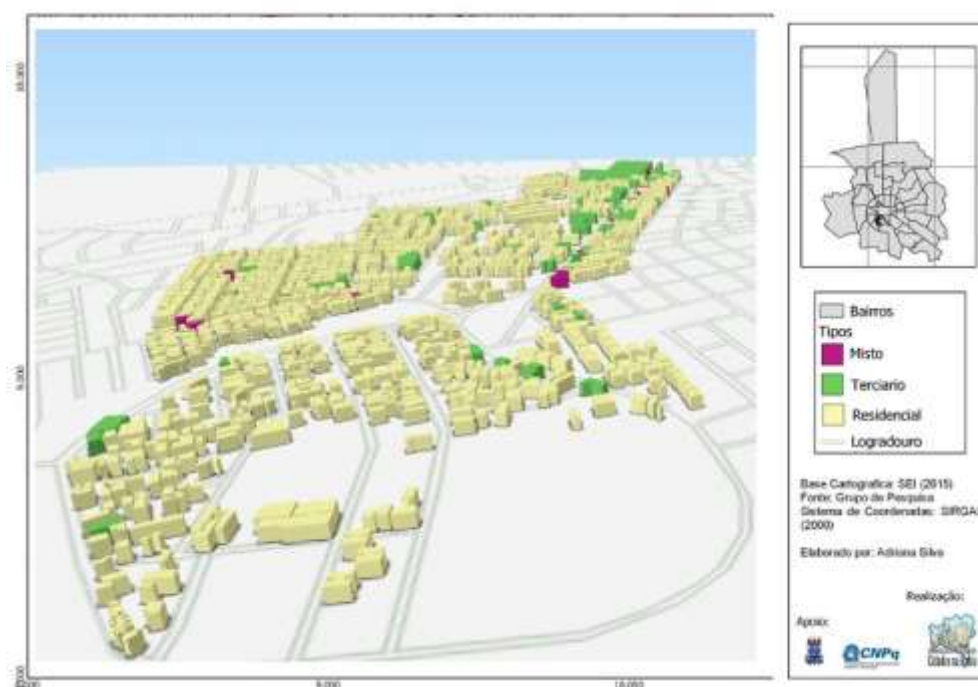 Bairros
Tipos
Misto
Terciario
Residencial
Logradouro
Base Cartografica: SEI (2015)
Fonte: Grupo de Pesquisa
Sistema de Coordenadas: SIRGA
(2000)
Elaborado por: Adriana Silva
Realização:
Apoio:
CNPq